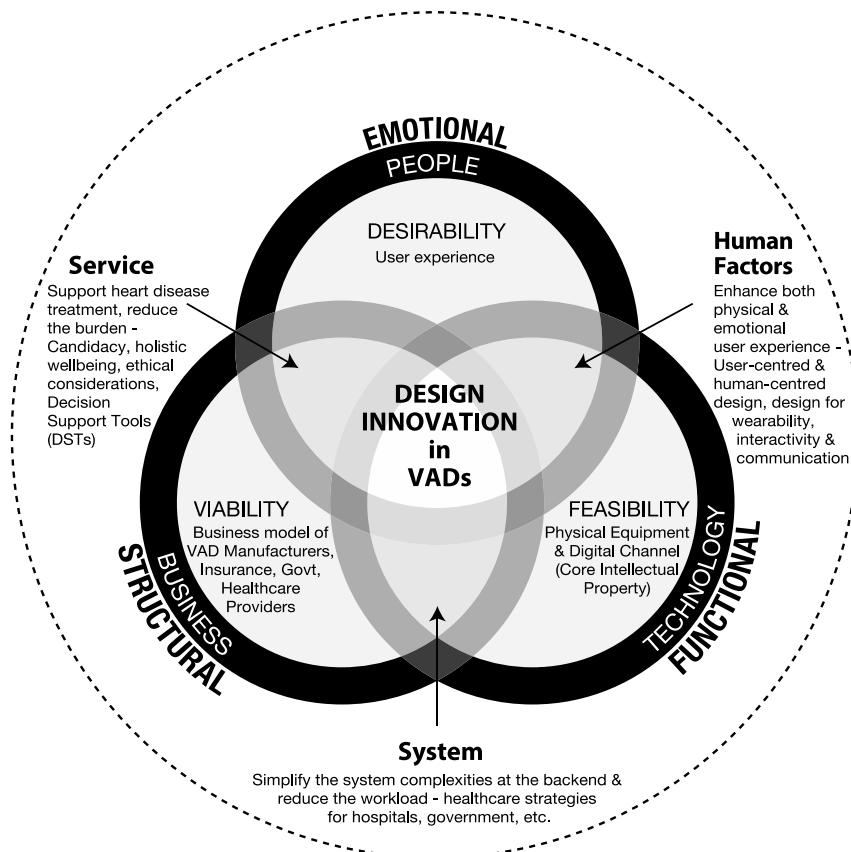 EMOTIONAL
PEOPLE
DESIRABILITY
User experience
Service
Support heart disease
treatment, reduce
the burden -
Candidacy, holistic
wellbeing, ethical
considerations,
Decision
Support Tools
(DSTs)
Human
Factors
Enhance both
physical &
emotional
user experience -
User-centred &
human-centred
design, design for
wearability,
interactivity &
communication
DESIGN
INNOVATION
in
VADs
VIABILITY
Business model of
VAD Manufacturers,
Insurance, Govt,
Healthcare
Providers
FEASIBILITY
Physical Equipment
& Digital Channel
(Core Intellectual
Property)
BUSINESS
STRUCTURAL
TECHNOLOGY
FUNCTIONAL
System
Simplify the system complexities at the backend &
reduce the workload - healthcare strategies
for hospitals, government, etc.